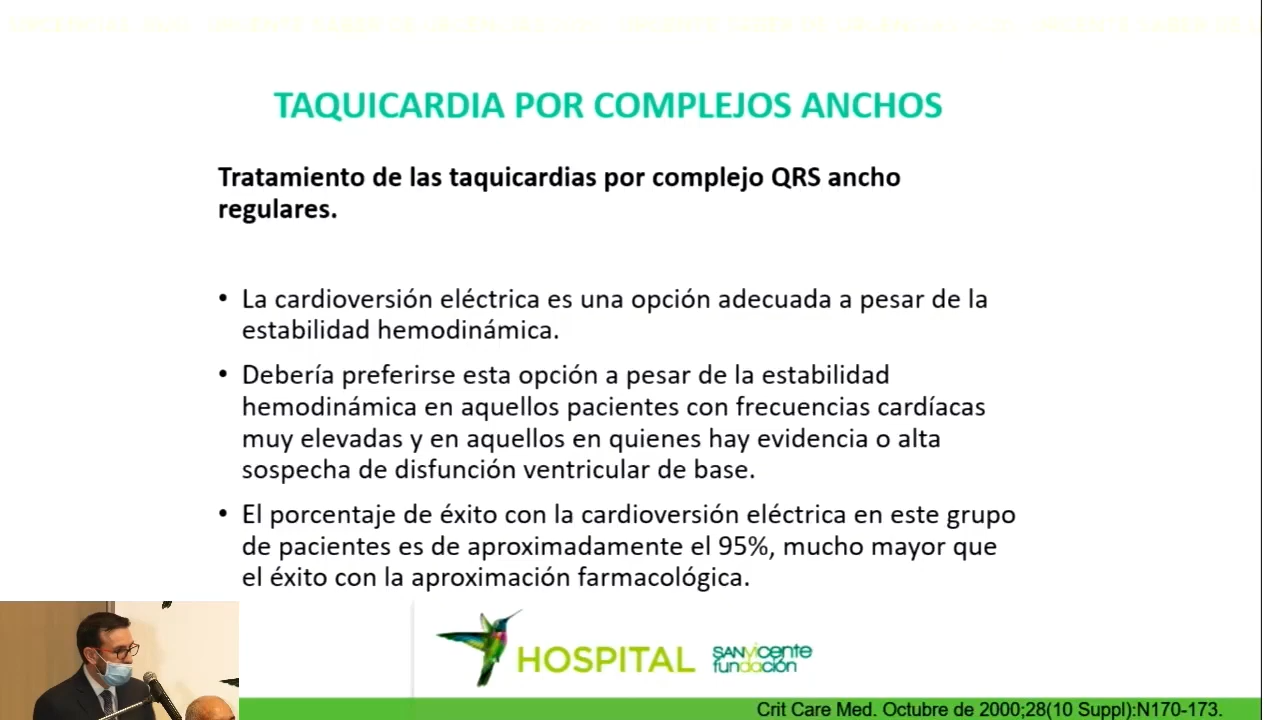 TAQUICARDIA POR COMPLEJOS ANCHOS
Tratamiento de las taquicardias por complejo QRS ancho
regulares.
• La cardioversión eléctrica es una opción adecuada a pesar de la
estabilidad hemodinámica.
• Debería preferirse esta opción a pesar de la estabilidad
hemodinámica en aquellos pacientes con frecuencias cardíacas
muy elevadas y en aquellos en quienes hay evidencia o alta
sospecha de disfunción ventricular de base.
• El porcentaje de éxito con la cardioversión eléctrica en este grupo
de pacientes es de aproximadamente el 95%, mucho mayor que
el éxito con la aproximación farmacológica.
HOSPITAL
SANVICENTE
fundación
Crit Care Med. Octubre de 2000;28(10 Suppl):N170-173.